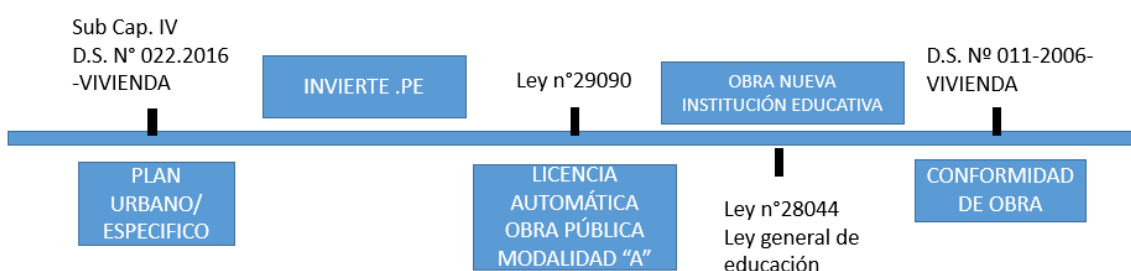 Sub Cap. IV
D.S. N° 022.2016
-VIVIENDA
PLAN
URBANO/
ESPECIFICO
INVIERTE .PE
Ley n°29090
LICENCIA
AUTOMÁTICA
OBRA PÚBLICA
MODALIDAD “A”
OBRA NUEVA
INSTITUCIÓN EDUCATIVA
Ley n°28044
Ley general de
educación
D.S. Nº 011-2006-
VIVIENDA
CONFORMIDAD
DE OBRA